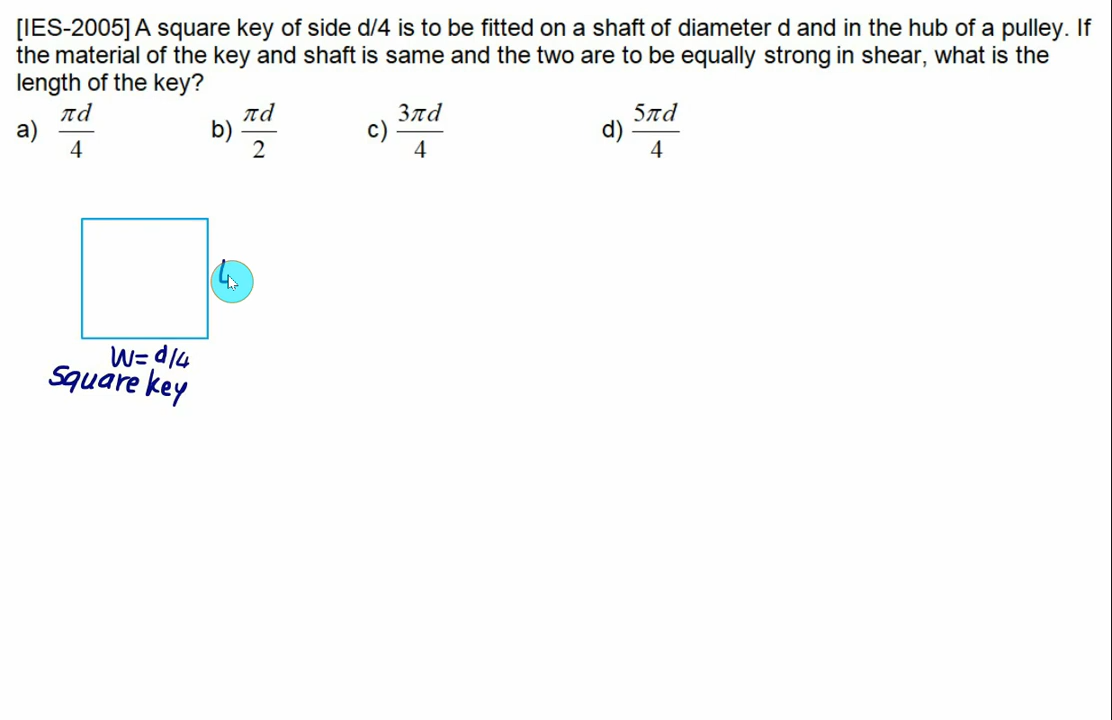 [IES-2005] A square key of side d/4 is to be fitted on a shaft of diameter d and in the hub of a pulley. If
the material of the key and shaft is same and the two are to be equally strong in shear, what is the
length of the key?
a) πd/4 b) πd/2 c) 3πd/4 d) 5πd/4
W= d/4
Square key